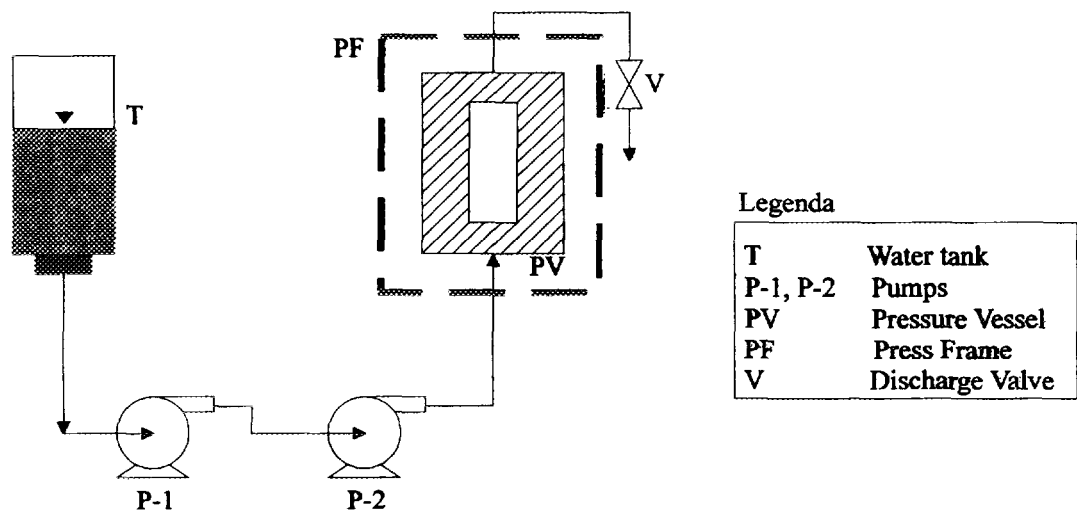 PF
T
V
PV
P-1
P-2
Legenda
T Water tank
P-1, P-2 Pumps
PV Pressure Vessel
PF Press Frame
V Discharge Valve